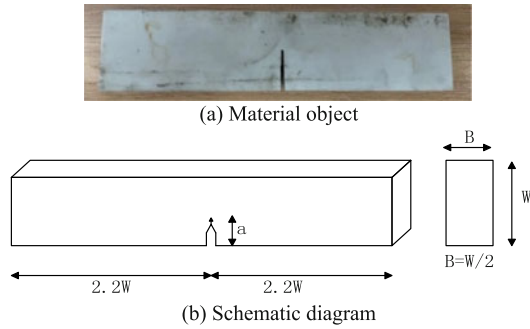 (a) Material object
B
a
W
B=W/2
2.2W 2.2W
(b) Schematic diagram